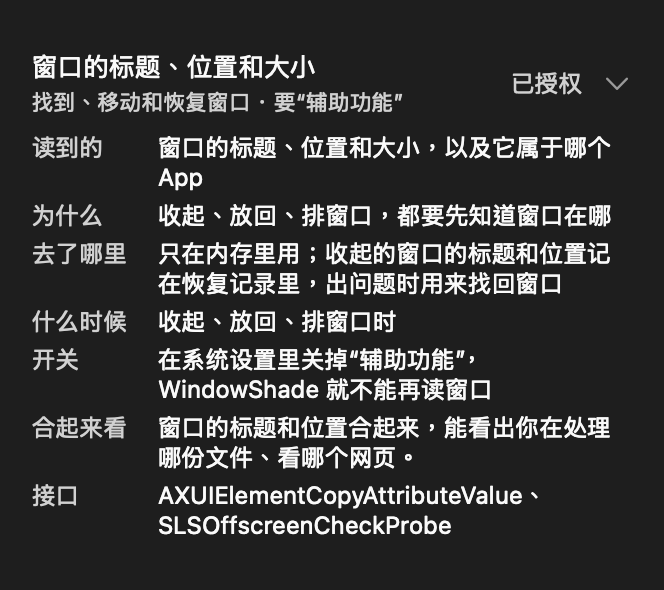 窗口的标题、位置和大小
已授权
找到、移动和恢复窗口 · 要“辅助功能”
读到的 窗口的标题、位置和大小，以及它属于哪个
App
为什么 收起、放回、排窗口，都要先知道窗口在哪
去了哪里 只在内存里用；收起的窗口的标题和位置记
在恢复记录里，出问题时用来找回窗口
什么时候 收起、放回、排窗口时
开关 在系统设置里关掉“辅助功能”，
WindowShade 就不能再读窗口
合起来看 窗口的标题和位置合起来，能看出你在处理
哪份文件、看哪个网页。
接口 AXUIElementCopyAttributeValue、
SLSOffscreenCheckProbe